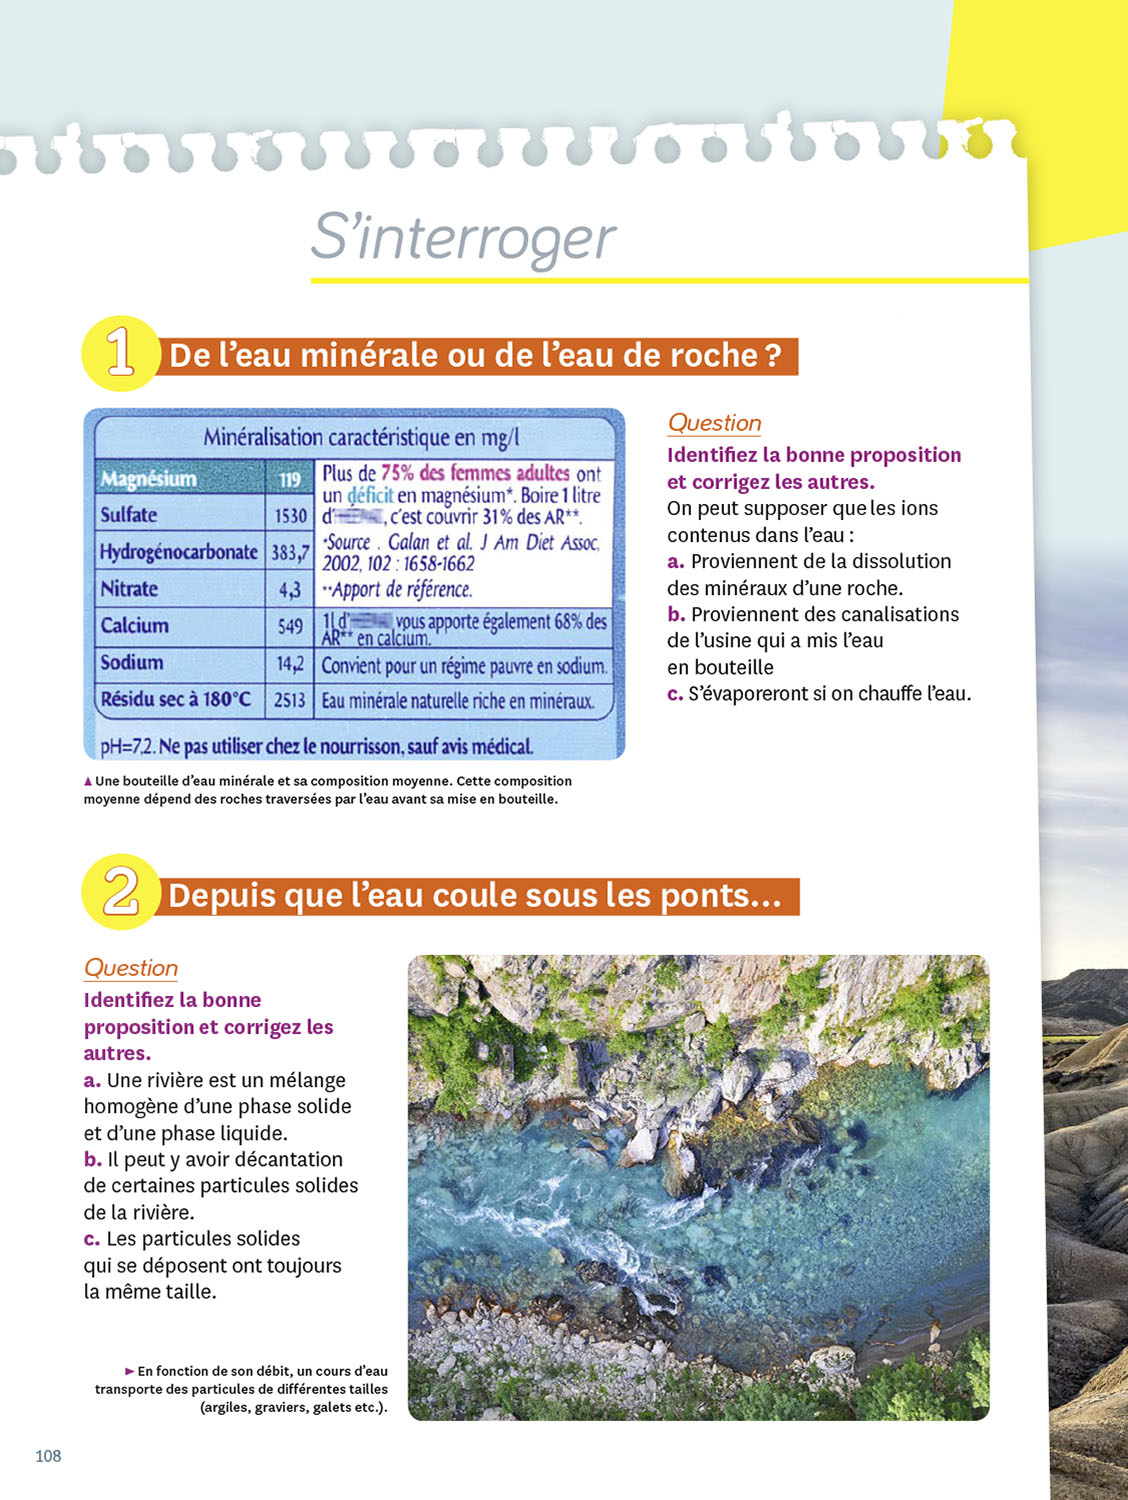 S'interroger
1 De l'eau minérale ou de l'eau de roche ?
Minéralisation caractéristique en mg/l
Magnésium 119
Sulfate 1530
Hydrogénocarbonate 383,7
Nitrate 4,3
Calcium 549
Sodium 14,2
Résidu sec à 180°C 2513
Plus de 75% des femmes adultes ont
un déficit en magnésium*. Boire 1 litre
d' , c'est couvrir 31% des AR**.
*Source . Galan et al. J Am Diet Assoc,
2002, 102 : 1658-1662
**Apport de référence.
1l d' vous apporte également 68% des
AR** en calcium.
Convient pour un régime pauvre en sodium.
Eau minérale naturelle riche en minéraux.
pH=7,2. Ne pas utiliser chez le nourrisson, sauf avis médical.
▲ Une bouteille d'eau minérale et sa composition moyenne. Cette composition
moyenne dépend des roches traversées par l'eau avant sa mise en bouteille.
Question
Identifiez la bonne proposition
et corrigez les autres.
On peut supposer que les ions
contenus dans l'eau :
a. Proviennent de la dissolution
des minéraux d'une roche.
b. Proviennent des canalisations
de l'usine qui a mis l'eau
en bouteille
c. S'évaporeront si on chauffe l'eau.
2 Depuis que l'eau coule sous les ponts...
Question
Identifiez la bonne
proposition et corrigez les
autres.
a. Une rivière est un mélange
homogène d'une phase solide
et d'une phase liquide.
b. Il peut y avoir décantation
de certaines particules solides
de la rivière.
c. Les particules solides
qui se déposent ont toujours
la même taille.
► En fonction de son débit, un cours d'eau
transporte des particules de différentes tailles
(argiles, graviers, galets etc.).
108